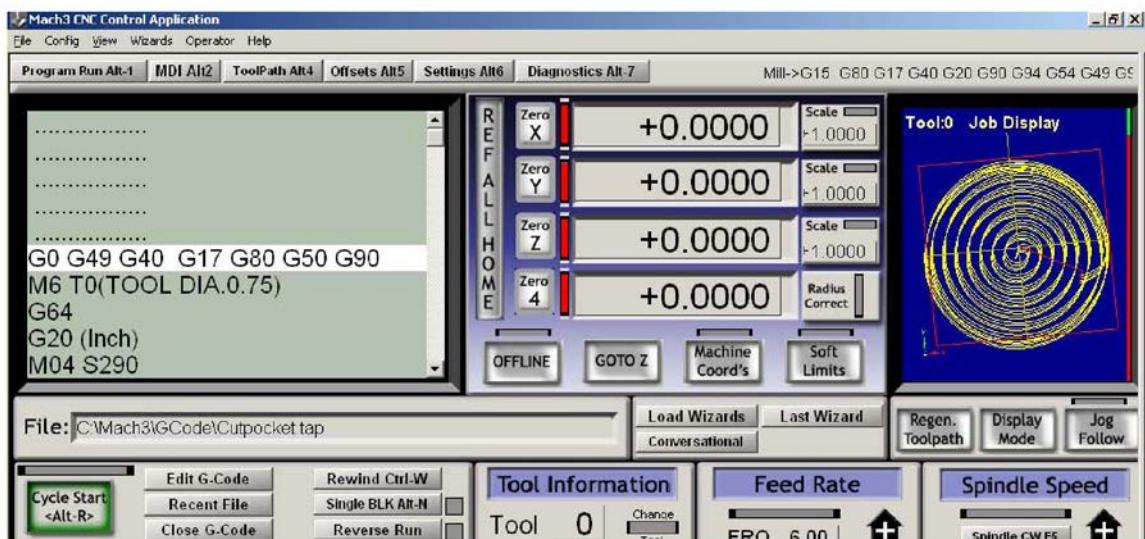 Mach3 CNC Control Application
File Config View Wizards Operator Help
Program Run Alt-1 MDI Alt2 ToolPath Alt4 Offsets Alt5 Settings Alt6 Diagnostics Alt-7 Mill->G15 G80 G17 G40 G20 G90 G94 G54 G49 G9
................
................
................
................
................
G0 G49 G40 G17 G80 G50 G90
M6 T0(TOOL DIA.0.75)
G64
G20 (Inch)
M04 S290
REF ALL HOME
Zero X +0.0000 Scale +1.0000
Zero Y +0.0000 Scale +1.0000
Zero Z +0.0000 Scale +1.0000
Zero 4 +0.0000 Radius Correct
OFFLINE GOTO Z Machine Coord's Soft Limits
Tool:0 Job Display
File: C:\Mach3\GCode\Cutpocket.tap
Load Wizards Last Wizard
Conversational
Regen. Toolpath Display Mode Jog Follow
Cycle Start <Alt-R>
Edit G-Code Rewind Ctrl-W
Recent File Single BLK Alt-N
Close G-Code Reverse Run
Tool Information
Tool 0 Change Tool
Feed Rate
FRO 6.00
Spindle Speed
Spindle CW F5